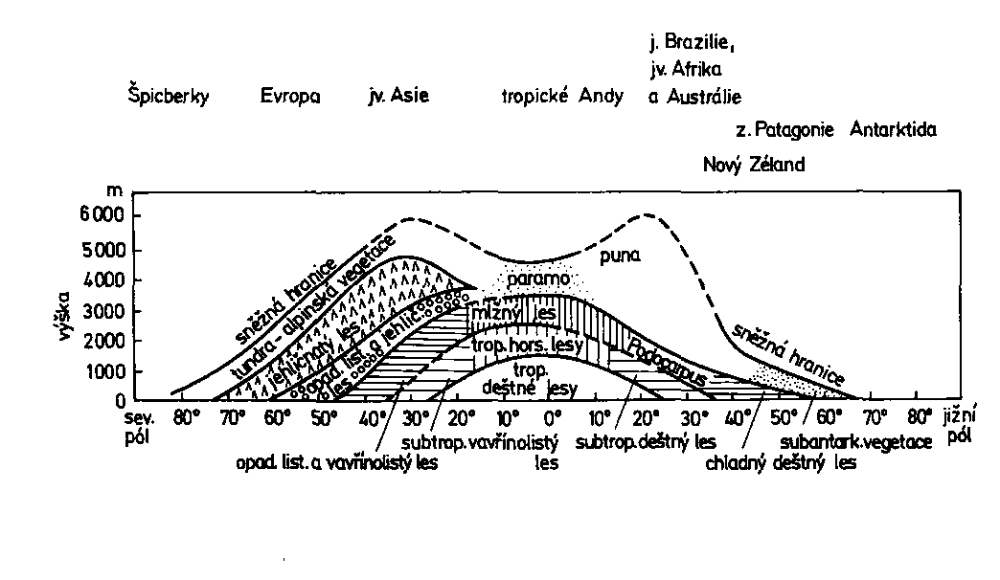 j. Brazilie,
jv. Afrika
Špicberky Evropa jv. Asie tropické Andy a Austrálie
z. Patagonie Antarktida
Nový Zéland
m
6000
5000
4000
3000
2000
1000
0
výška
sněžná hranice
tundra-alpinská vegetace
jehličnatý les
opad. list. a jehlič.
les
puna
paramo
mlžný les
trop. hors. lesy
trop.
deštné lesy
Podocarpus
sněžná hranice
sev. 80° 70° 60° 50° 40° 30° 20° 10° 0° 10° 20° 30° 40° 50° 60° 70° 80° jižní
pól pól
subtrop. vavřínolistý subtrop. deštný les subantark. vegetace
opad. list. a vavřínolistý les les chladný deštný les